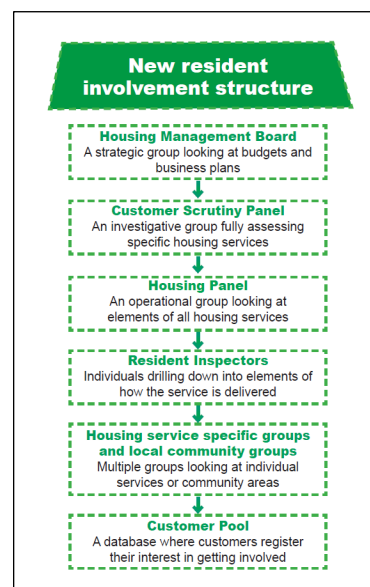 New resident
involvement structure
Housing Management Board
A strategic group looking at budgets and
business plans
Customer Scrutiny Panel
An investigative group fully assessing
specific housing services
Housing Panel
An operational group looking at
elements of all housing services
Resident Inspectors
Individuals drilling down into elements of
how the service is delivered
Housing service specific groups
and local community groups
Multiple groups looking at individual
services or community areas
Customer Pool
A database where customers register
their interest in getting involved